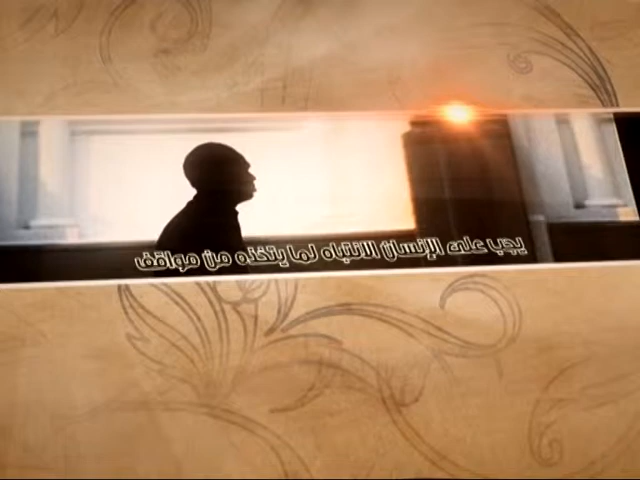 يجب على الإنسان الانتباه لما يتخذه من مواقف